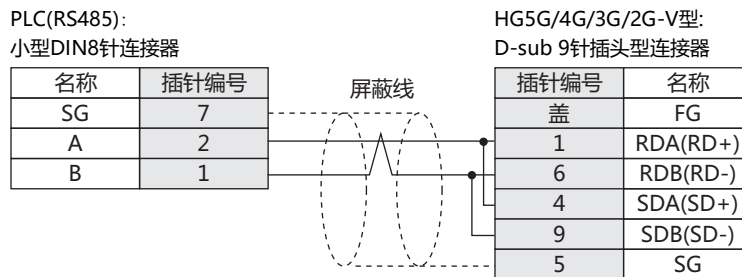 PLC(RS485):
小型DIN8针连接器
名称 插针编号
SG 7
A 2
B 1
屏蔽线
HG5G/4G/3G/2G-V型:
D-sub 9针插头型连接器
插针编号 名称
盖 FG
1 RDA(RD+)
6 RDB(RD-)
4 SDA(SD+)
9 SDB(SD-)
5 SG